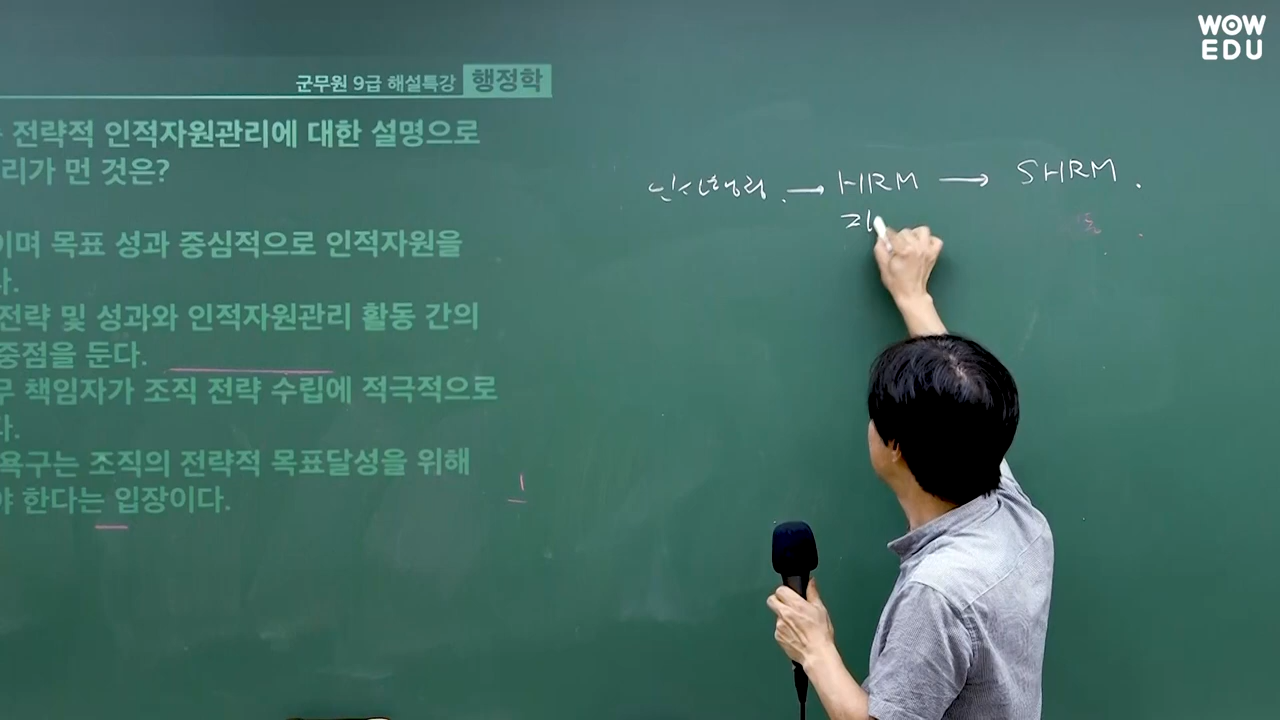 WOW
EDU
군무원 9급 해설특강 행정학
전략적 인적자원관리에 대한 설명으로
리가 먼 것은?
이며 목표 성과 중심적으로 인적자원을
다.
전략 및 성과와 인적자원관리 활동 간의
중점을 둔다.
무 책임자가 조직 전략 수립에 적극적으로
다.
욕구는 조직의 전략적 목표달성을 위해
야 한다는 입장이다.
인사행정 → HRM → SHRM.